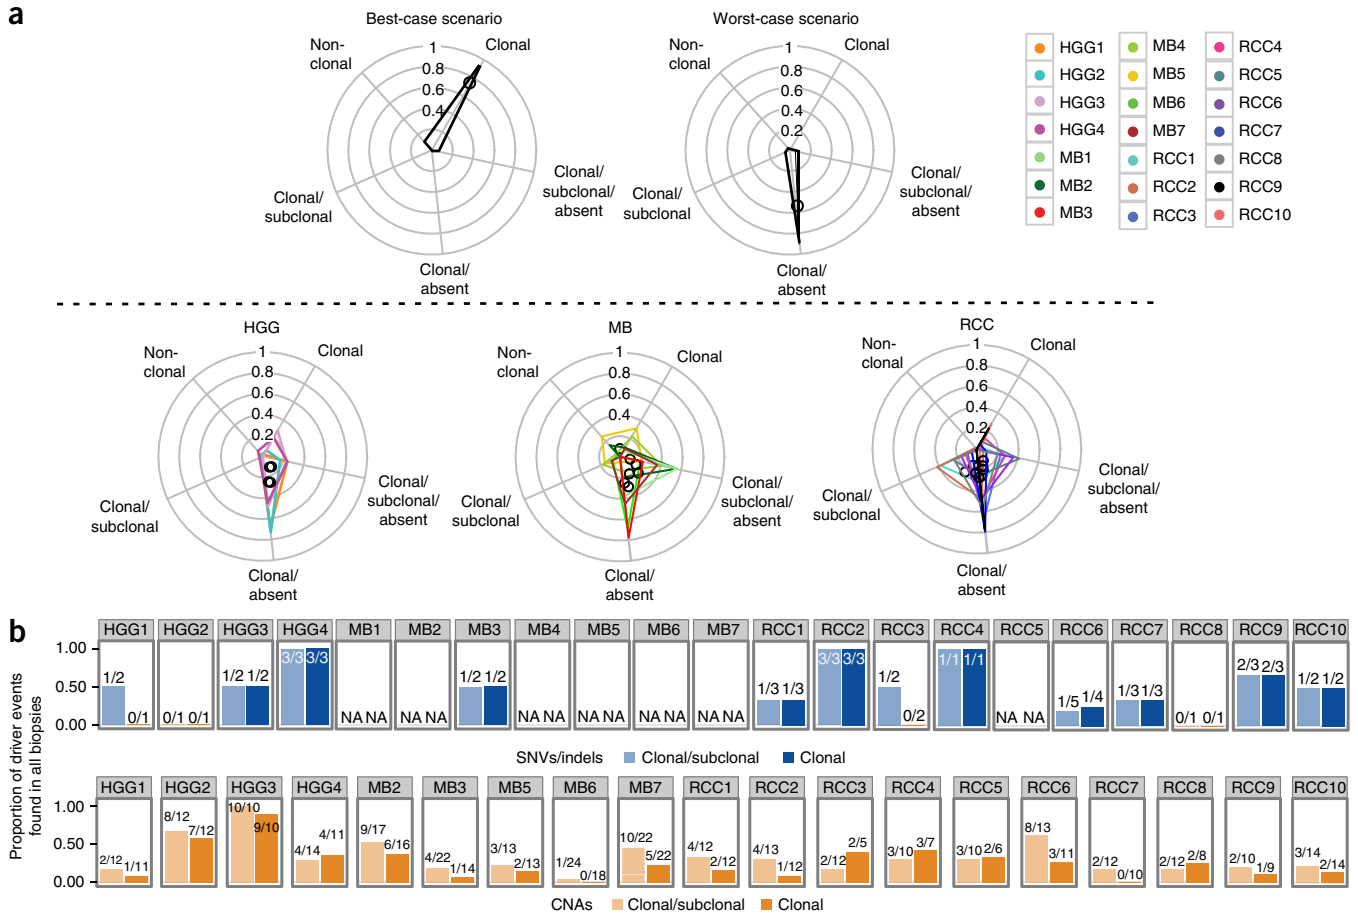 a
Best-case scenario
Non-
clonal
1
Clonal
0.8
0.6
0.4
Clonal/
subclonal/
absent
Clonal/
subclonal
Clonal/
absent
Worst-case scenario
Non-
clonal
1
Clonal
0.8
0.6
0.4
0.2
Clonal/
subclonal/
absent
Clonal/
subclonal
Clonal/
absent
HGG1
HGG2
HGG3
HGG4
MB1
MB2
MB3
MB4
MB5
MB6
MB7
RCC1
RCC2
RCC3
RCC4
RCC5
RCC6
RCC7
RCC8
RCC9
RCC10
HGG
Non-
clonal
1
Clonal
0.8
0.6
0.4
0.2
Clonal/
subclonal/
absent
Clonal/
subclonal
Clonal/
absent
MB
Non-
clonal
1
Clonal
0.8
0.6
0.4
Clonal/
subclonal/
absent
Clonal/
subclonal
Clonal/
absent
RCC
Non-
clonal
1
Clonal
0.8
0.6
0.4
0.2
Clonal/
subclonal/
absent
Clonal/
subclonal
Clonal/
absent
b
Proportion of driver events
found in all biopsies
HGG1 HGG2 HGG3 HGG4 MB1 MB2 MB3 MB4 MB5 MB6 MB7 RCC1 RCC2 RCC3 RCC4 RCC5 RCC6 RCC7 RCC8 RCC9 RCC10
1.00
0.50
0.00
1/2 0/1
0/1 0/1
1/2 1/2
3/3 3/3
NA NA
NA NA
1/2 1/2
NA NA
NA NA
NA NA
NA NA
1/3 1/3
3/3 3/3
1/2 0/2
1/1 1/1
NA NA
1/5 1/4
1/3 1/3
0/1 0/1
2/3 2/3
1/2 1/2
SNVs/indels Clonal/subclonal Clonal
HGG1 HGG2 HGG3 HGG4 MB2 MB3 MB5 MB6 MB7 RCC1 RCC2 RCC3 RCC4 RCC5 RCC6 RCC7 RCC8 RCC9 RCC10
1.00
0.50
0.00
2/12 1/11
8/12 7/12
10/10 9/10
4/14 4/11
9/17 6/16
4/22 1/14
3/13 2/13
1/24 0/18
10/22 5/22
4/12 2/12
4/13 1/12
2/12 2/5
3/10 3/7
3/10 2/6
8/13 3/11
2/12 0/10
2/12 2/8
2/10 1/9
3/14 2/14
CNAs Clonal/subclonal Clonal